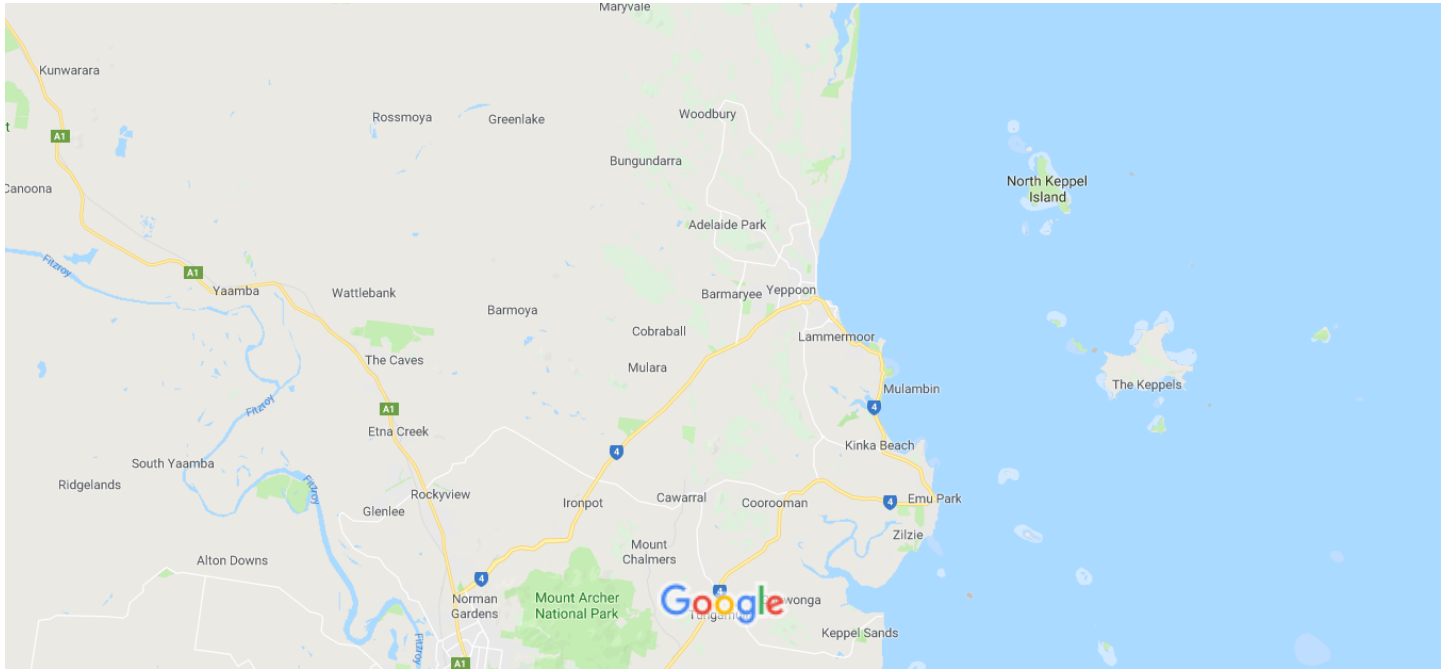 Maryvale
Kunwarara
Rossmoya
Greenlake
Woodbury
t
A1
Bungundarra
Canoona
North Keppel
Island
Adelaide Park
Fitzroy
A1
Yaamba
Wattlebank
Barmoya
Barmaryee
Yeppoon
Cobraball
Lammermoor
The Caves
Mulara
The Keppels
Mulambin
Fitzroy
A1
4
Etna Creek
Kinka Beach
4
South Yaamba
Ridgelands
Fitzroy
Rockyview
Glenlee
Ironpot
Cawarral
Coorooman
4
Emu Park
Zilzie
Alton Downs
Mount
Chalmers
4
4
Norman
Gardens
Mount Archer
National Park
Google
Keppel Sands
A1